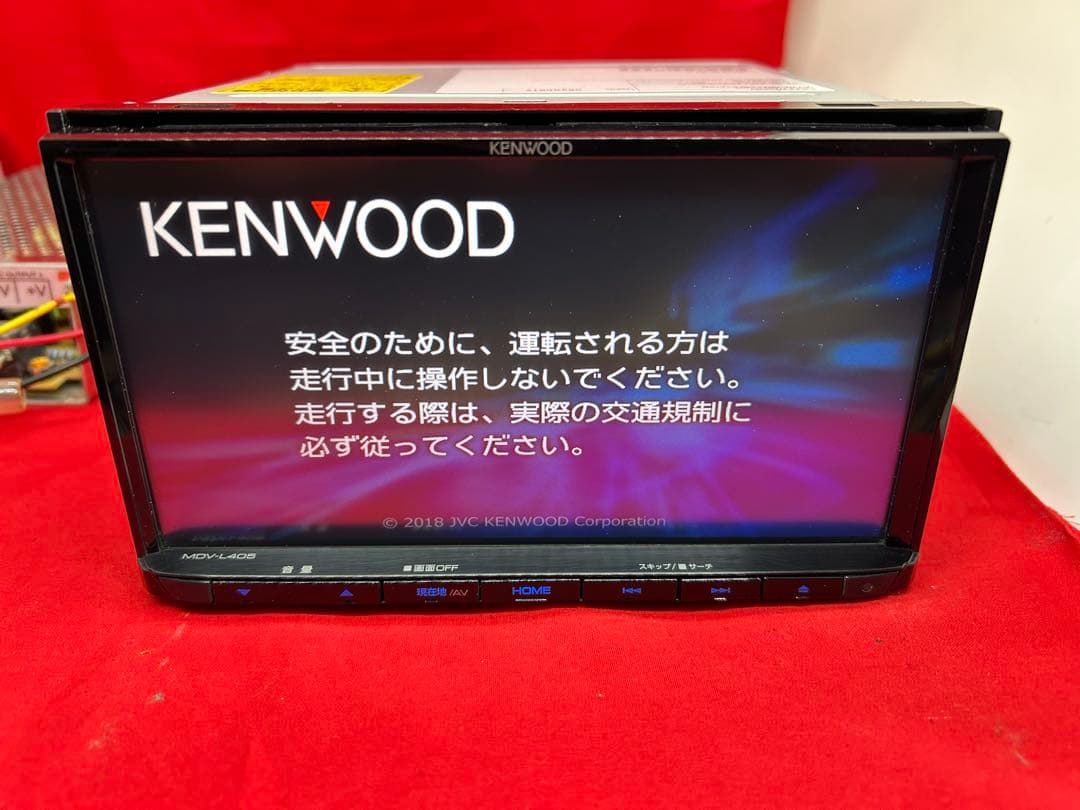 KENWOOD
KENWOOD
安全のために、運転される方は
走行中に操作しないでください。
走行する際は、実際の交通規制に
必ず従ってください。
© 2018 JVC KENWOOD Corporation
MDV-L405
音量
■画面OFF
スキップ/■サーチ
現在地/AV
HOME